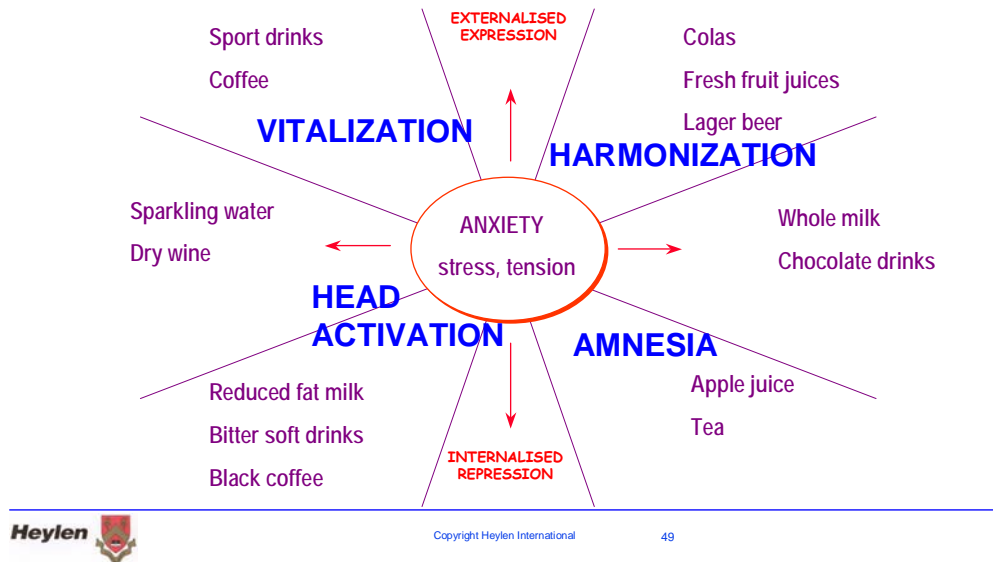 EXTERNALISED
EXPRESSION
Sport drinks
Coffee
VITALIZATION
Colas
Fresh fruit juices
Lager beer
HARMONIZATION
Sparkling water
Dry wine
ANXIETY
stress, tension
Whole milk
Chocolate drinks
HEAD
ACTIVATION
AMNESIA
Reduced fat milk
Bitter soft drinks
Black coffee
INTERNALISED
REPRESSION
Apple juice
Tea
Heylen
Copyright Heylen International
49